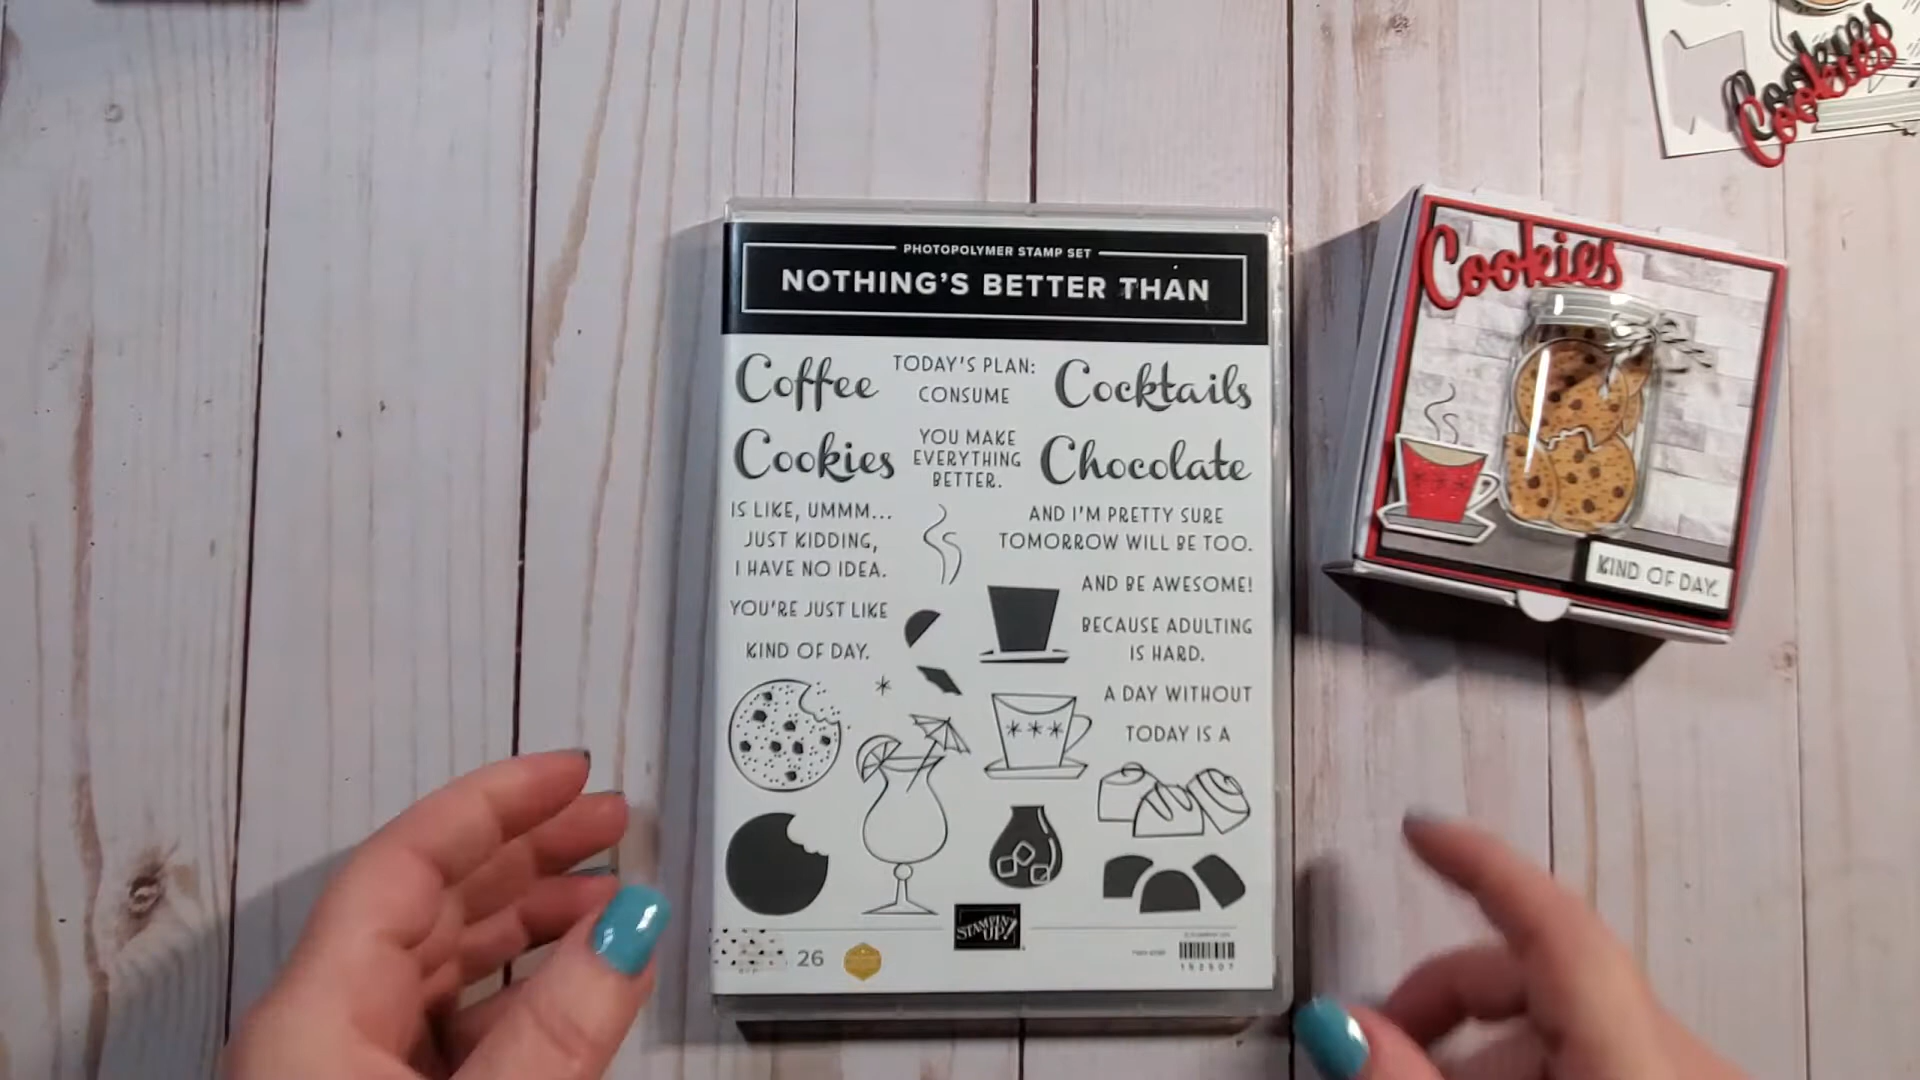 PHOTOPOLYMER STAMP SET
NOTHING'S BETTER THAN
Coffee
TODAY'S PLAN:
CONSUME
Cocktails
Cookies
YOU MAKE
EVERYTHING
BETTER.
Chocolate
IS LIKE, UMMM...
JUST KIDDING,
I HAVE NO IDEA.
AND I'M PRETTY SURE
TOMORROW WILL BE TOO.
AND BE AWESOME!
YOU'RE JUST LIKE
BECAUSE ADULTING
IS HARD.
KIND OF DAY.
A DAY WITHOUT
TODAY IS A
26
STAMPIN'
UP!
Cookies
KIND OF DAY.
Cookies
Cookies